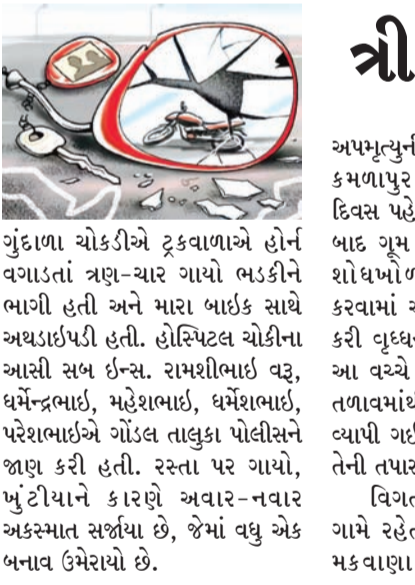 ગુંદાળા ચોકડીએ ટ્રકવાળાએ હોર્ન
વગાડતાં ત્રણ-ચાર ગાયો ભડકીને
ભાગી હતી અને મારા બાઇક સાથે
અથડાઇપડી હતી. હોસ્પિટલ ચોકીના
આસી સબ ઇન્સ. રામશીભાઇ વરૂ,
ધર્મેન્દ્રભાઇ, મહેશભાઇ, ધર્મેશભાઇ,
પરેશભાઇએ ગોંડલ તાલુકા પોલીસને
જાણ કરી હતી. રસ્તા પર ગાયો,
ખુંટીયાને કારણે અવાર-નવાર
અકસ્માત સર્જાયા છે, જેમાં વધુ એક
બનાવ ઉમેરાયો છે.
ત્રી
અપમૃત્યુની
કમળાપુર
દિવસ પહે
બાદ ગૂમ
શોધખોળ
કરવામાં
કરી વૃધ્ધ
આ વચ્ચે
તળાવમાંથ
વ્યાપી ગઇ
તેની તપાસ
વિગત
ગામે રહેત
મકવાણા